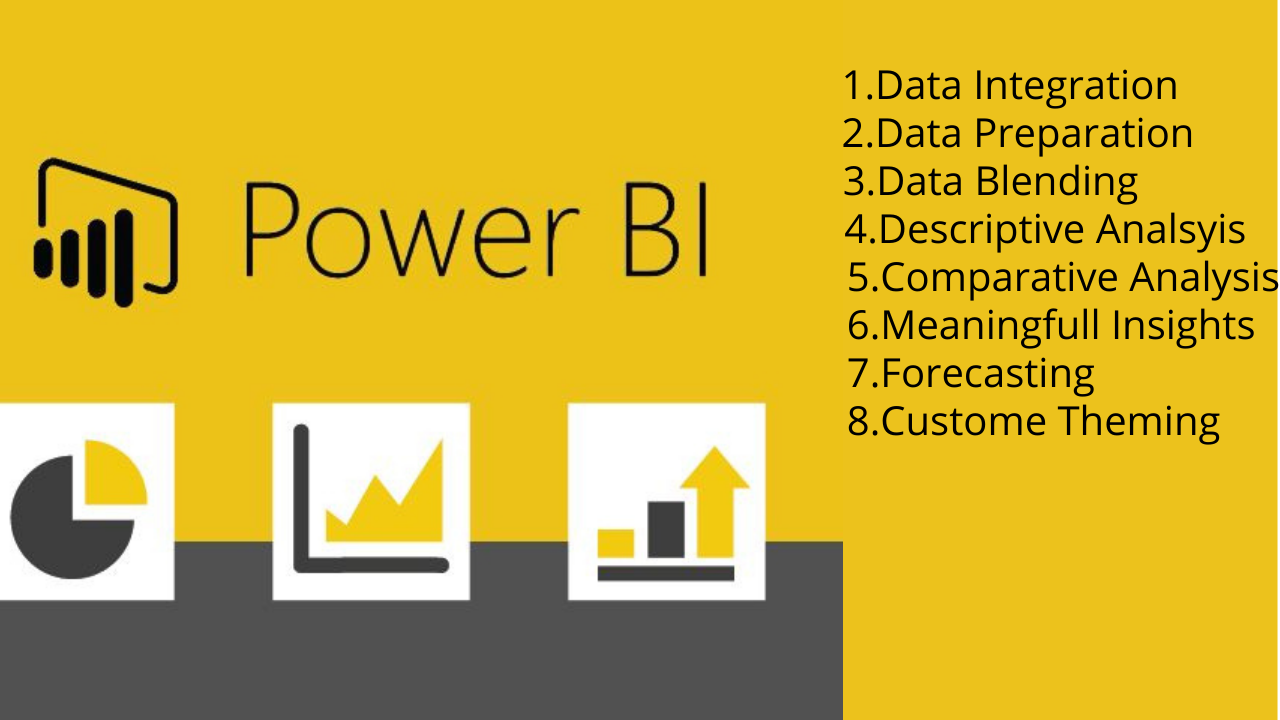 Power BI
1.Data Integration
2.Data Preparation
3.Data Blending
4.Descriptive Analsyis
5.Comparative Analysis
6.Meaningfull Insights
7.Forecasting
8.Custome Theming